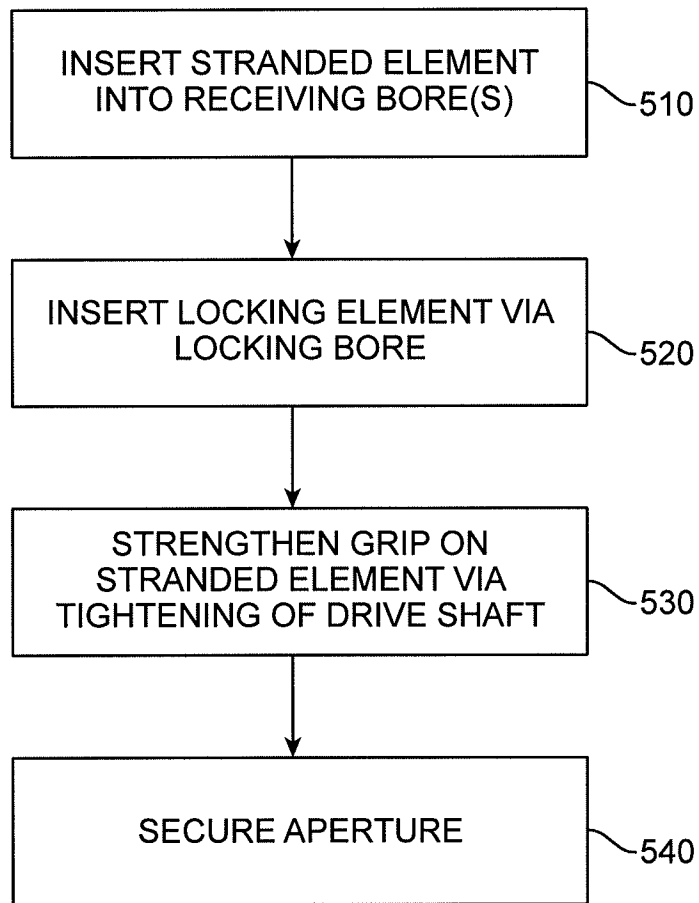 INSERT STRANDED ELEMENT
INTO RECEIVING BORE(S)
510
INSERT LOCKING ELEMENT VIA
LOCKING BORE
520
STRENGTHEN GRIP ON
STRANDED ELEMENT VIA
TIGHTENING OF DRIVE SHAFT
530
SECURE APERTURE
540